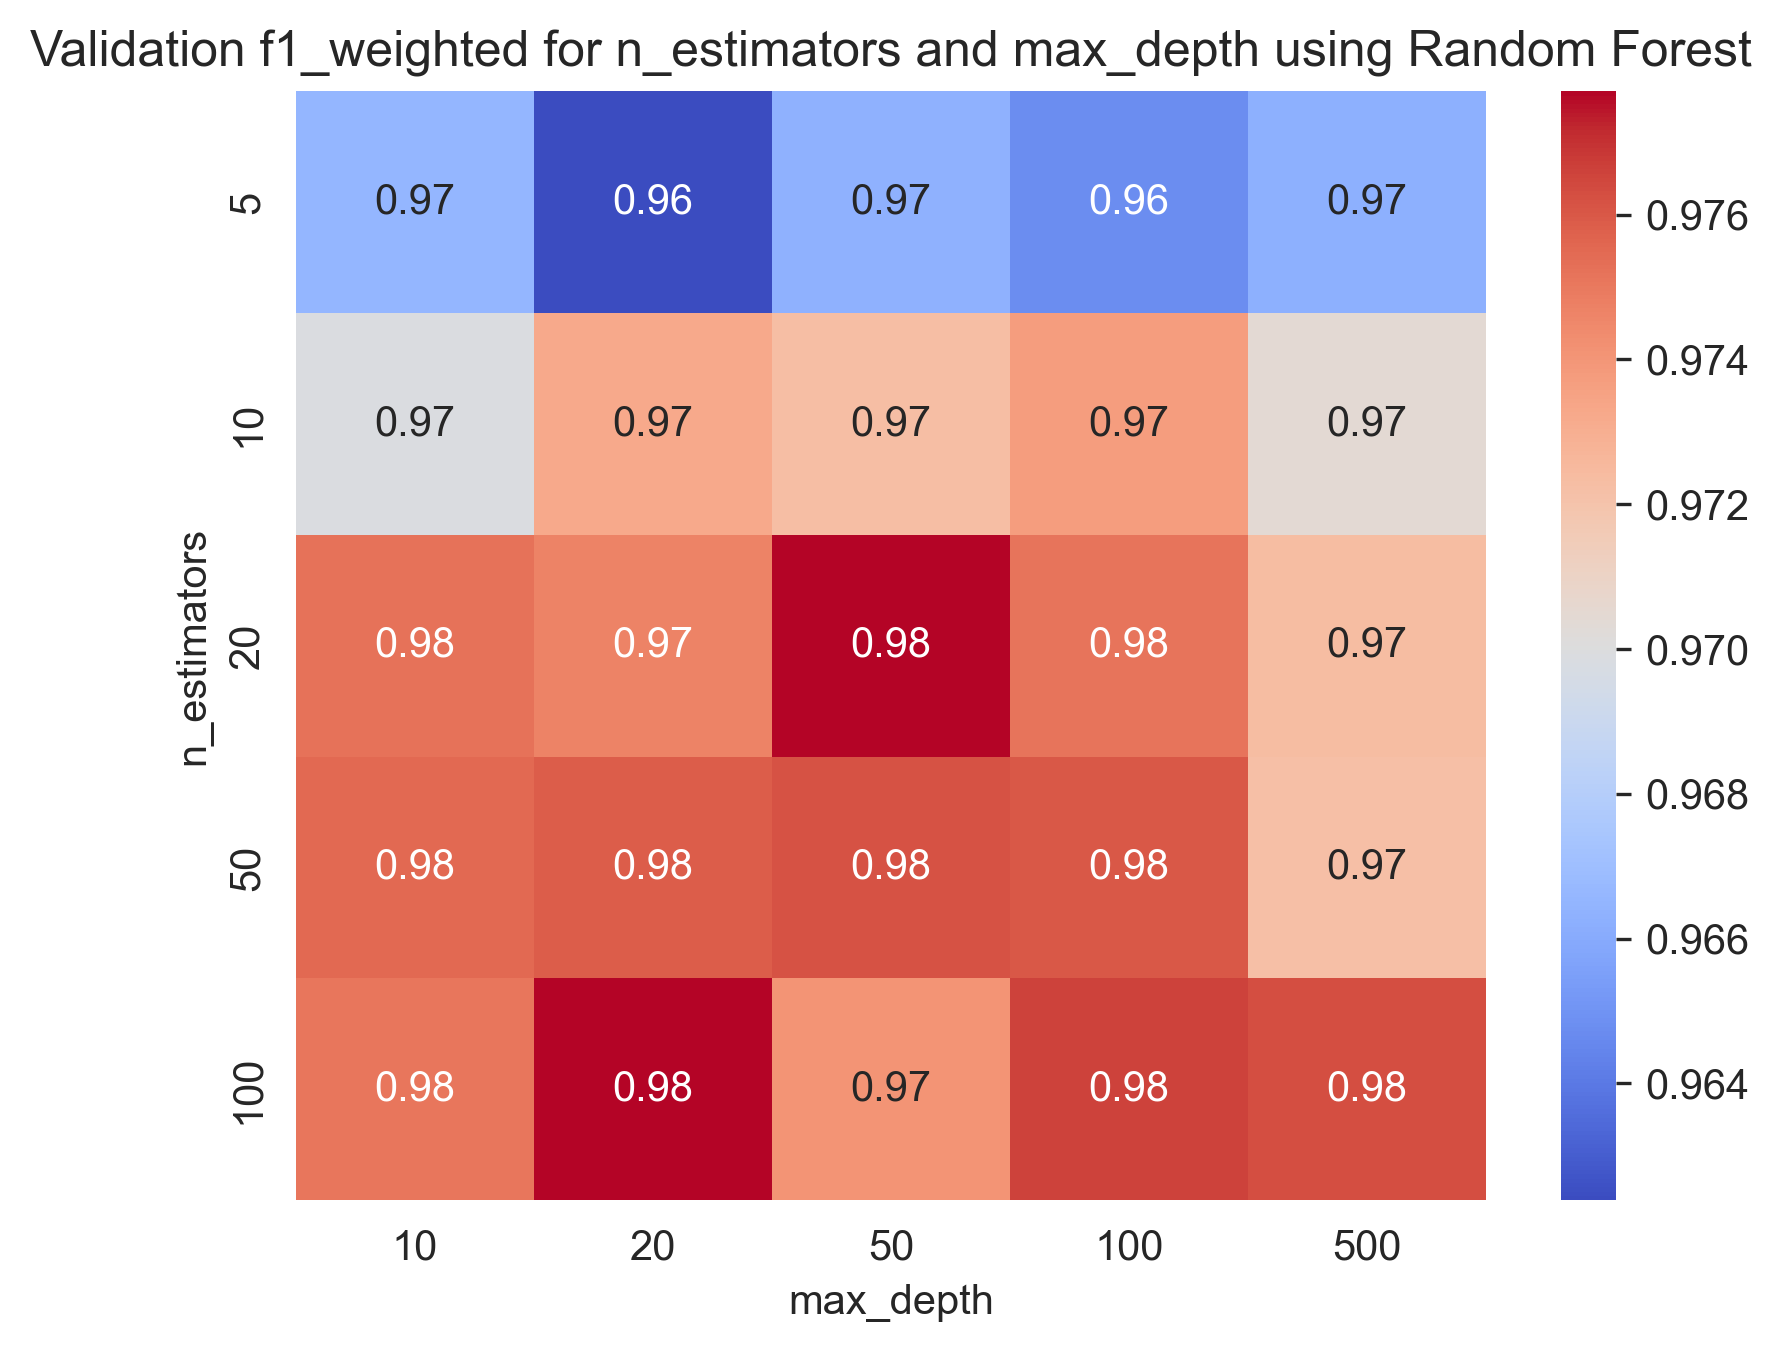 Validation f1_weighted for n_estimators and max_depth using Random Forest
n_estimators
5 0.97 0.96 0.97 0.96 0.97
10 0.97 0.97 0.97 0.97 0.97
20 0.98 0.97 0.98 0.98 0.97
50 0.98 0.98 0.98 0.98 0.97
100 0.98 0.98 0.97 0.98 0.98
10 20 50 100 500
max_depth
0.976
0.974
0.972
0.970
0.968
0.966
0.964